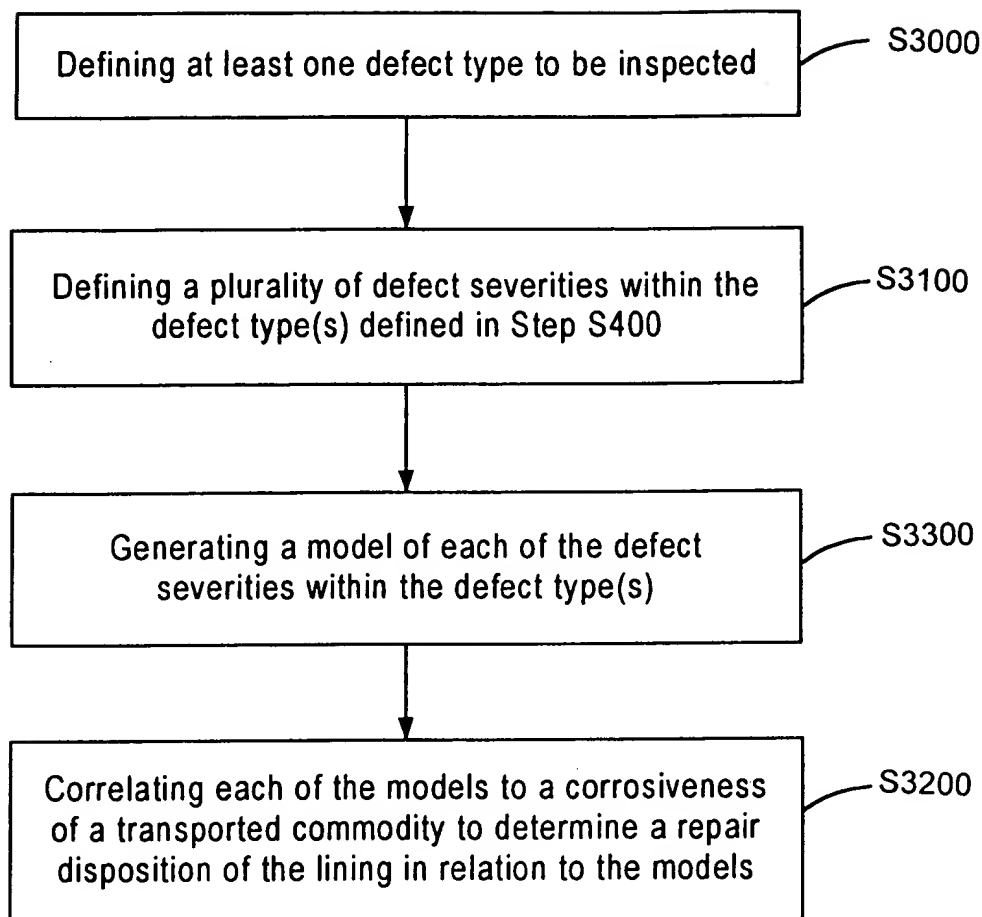 Defining at least one defect type to be inspected
S3000
Defining a plurality of defect severities within the
defect type(s) defined in Step S400
S3100
Generating a model of each of the defect
severities within the defect type(s)
S3300
Correlating each of the models to a corrosiveness
of a transported commodity to determine a repair
disposition of the lining in relation to the models
S3200